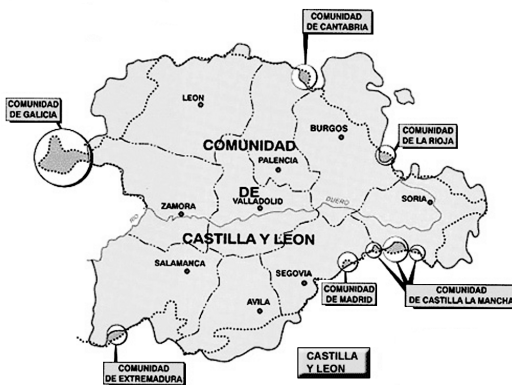 COMUNIDAD
DE CANTABRIA
LEON
COMUNIDAD
DE GALICIA
BURGOS
COMUNIDAD
DE LA RIOJA
COMUNIDAD
PALENCIA
DE
VALLADOLID
ZAMORA
DUERO
SORIA
RIO
CASTILLA Y LEON
SALAMANCA
SEGOVIA
AVILA
COMUNIDAD
DE MADRID
COMUNIDAD
DE CASTILLA LA MANCHA
CASTILLA
Y LEON
COMUNIDAD
DE EXTREMADURA